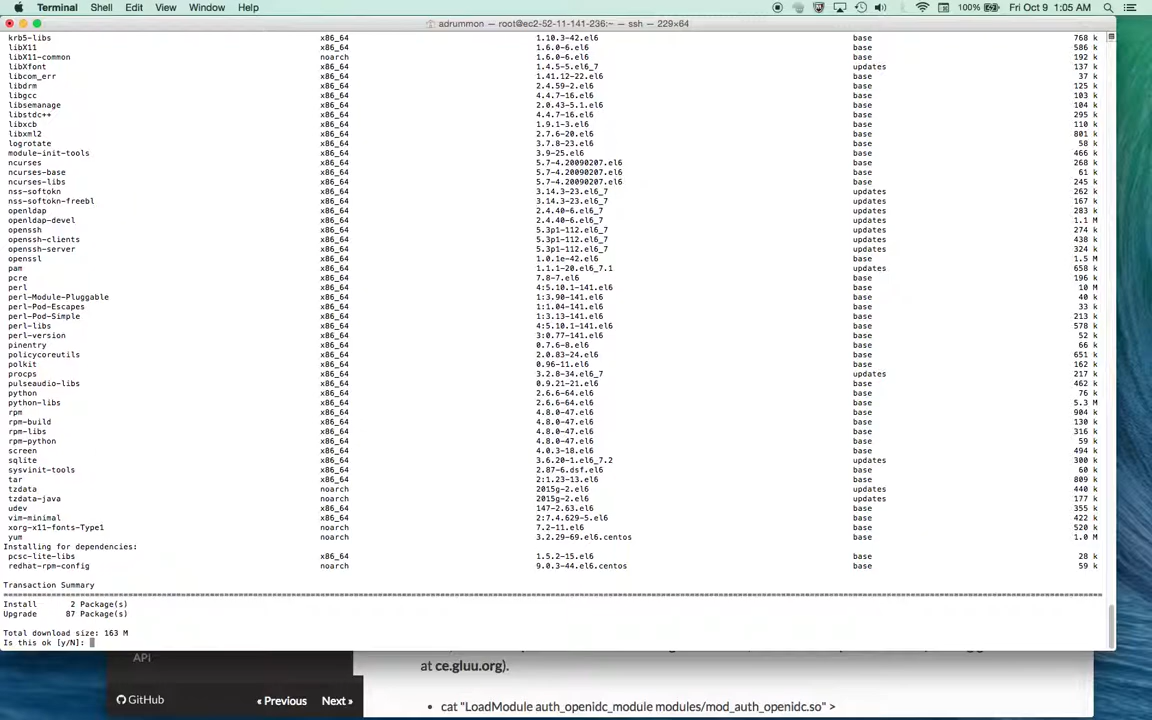 Terminal Shell Edit View Window Help 100% Fri Oct 9 1:05 AM
adrummon — root@ec2-52-11-141-236:~ — ssh — 229×64
krb5-libs x86_64 1.10.3-42.el6 base 768 k
libX11 x86_64 1.6.0-6.el6 base 586 k
libX11-common noarch 1.6.0-6.el6 base 192 k
libXfont x86_64 1.4.5-5.el6_7 updates 137 k
libcom_err x86_64 1.41.12-22.el6 base 37 k
libdrm x86_64 2.4.59-2.el6 base 125 k
libgcc x86_64 4.4.7-16.el6 base 103 k
libsemanage x86_64 2.0.43-5.1.el6 base 104 k
libstdc++ x86_64 4.4.7-16.el6 base 295 k
libxcb x86_64 1.9.1-3.el6 base 110 k
libxml2 x86_64 2.7.6-20.el6 base 801 k
logrotate x86_64 3.7.8-23.el6 base 58 k
module-init-tools x86_64 3.9-25.el6 base 466 k
ncurses x86_64 5.7-4.20090207.el6 base 268 k
ncurses-base x86_64 5.7-4.20090207.el6 base 61 k
ncurses-libs x86_64 5.7-4.20090207.el6 base 245 k
nss-softokn x86_64 3.14.3-23.el6_7 updates 262 k
nss-softokn-freebl x86_64 3.14.3-23.el6_7 updates 167 k
openldap x86_64 2.4.40-6.el6_7 updates 283 k
openldap-devel x86_64 2.4.40-6.el6_7 updates 1.1 M
openssh x86_64 5.3p1-112.el6_7 updates 274 k
openssh-clients x86_64 5.3p1-112.el6_7 updates 438 k
openssh-server x86_64 5.3p1-112.el6_7 updates 324 k
openssl x86_64 1.0.1e-42.el6 base 1.5 M
pam x86_64 1.1.1-20.el6_7.1 updates 658 k
pcre x86_64 7.8-7.el6 base 196 k
perl x86_64 4:5.10.1-141.el6 base 10 M
perl-Module-Pluggable x86_64 1:3.90-141.el6 base 40 k
perl-Pod-Escapes x86_64 1:1.04-141.el6 base 33 k
perl-Pod-Simple x86_64 1:3.13-141.el6 base 213 k
perl-libs x86_64 4:5.10.1-141.el6 base 578 k
perl-version x86_64 3:0.77-141.el6 base 52 k
pinentry x86_64 0.7.6-8.el6 base 66 k
policycoreutils x86_64 2.0.83-24.el6 base 651 k
polkit x86_64 0.96-11.el6 base 162 k
procps x86_64 3.2.8-34.el6_7 updates 217 k
pulseaudio-libs x86_64 0.9.21-21.el6 base 462 k
python x86_64 2.6.6-64.el6 base 76 k
python-libs x86_64 2.6.6-64.el6 base 5.3 M
rpm x86_64 4.8.0-47.el6 base 904 k
rpm-build x86_64 4.8.0-47.el6 base 130 k
rpm-libs x86_64 4.8.0-47.el6 base 316 k
rpm-python x86_64 4.8.0-47.el6 base 59 k
screen x86_64 4.0.3-18.el6 base 494 k
sqlite x86_64 3.6.20-1.el6_7.2 updates 300 k
sysvinit-tools x86_64 2.87-6.dsf.el6 base 60 k
tar x86_64 2:1.23-13.el6 base 809 k
tzdata noarch 2015g-2.el6 updates 440 k
tzdata-java noarch 2015g-2.el6 updates 177 k
udev x86_64 147-2.63.el6 base 355 k
vim-minimal x86_64 2:7.4.629-5.el6 base 422 k
xorg-x11-fonts-Type1 noarch 7.2-11.el6 base 520 k
yum noarch 3.2.29-69.el6.centos base 1.0 M
Installing for dependencies:
pcsc-lite-libs x86_64 1.5.2-15.el6 base 28 k
redhat-rpm-config noarch 9.0.3-44.el6.centos base 59 k
Transaction Summary
Install 2 Package(s)
Upgrade 87 Package(s)
Total download size: 163 M
Is this ok [y/N]:
API
at ce.gluu.org).
GitHub « Previous Next »
• cat "LoadModule auth_openidc_module modules/mod_auth_openidc.so" >